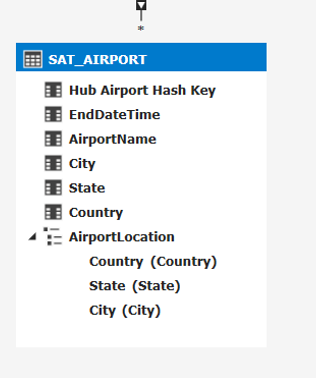 *
SAT_AIRPORT
Hub Airport Hash Key
EndDateTime
AirportName
City
State
Country
AirportLocation
Country (Country)
State (State)
City (City)